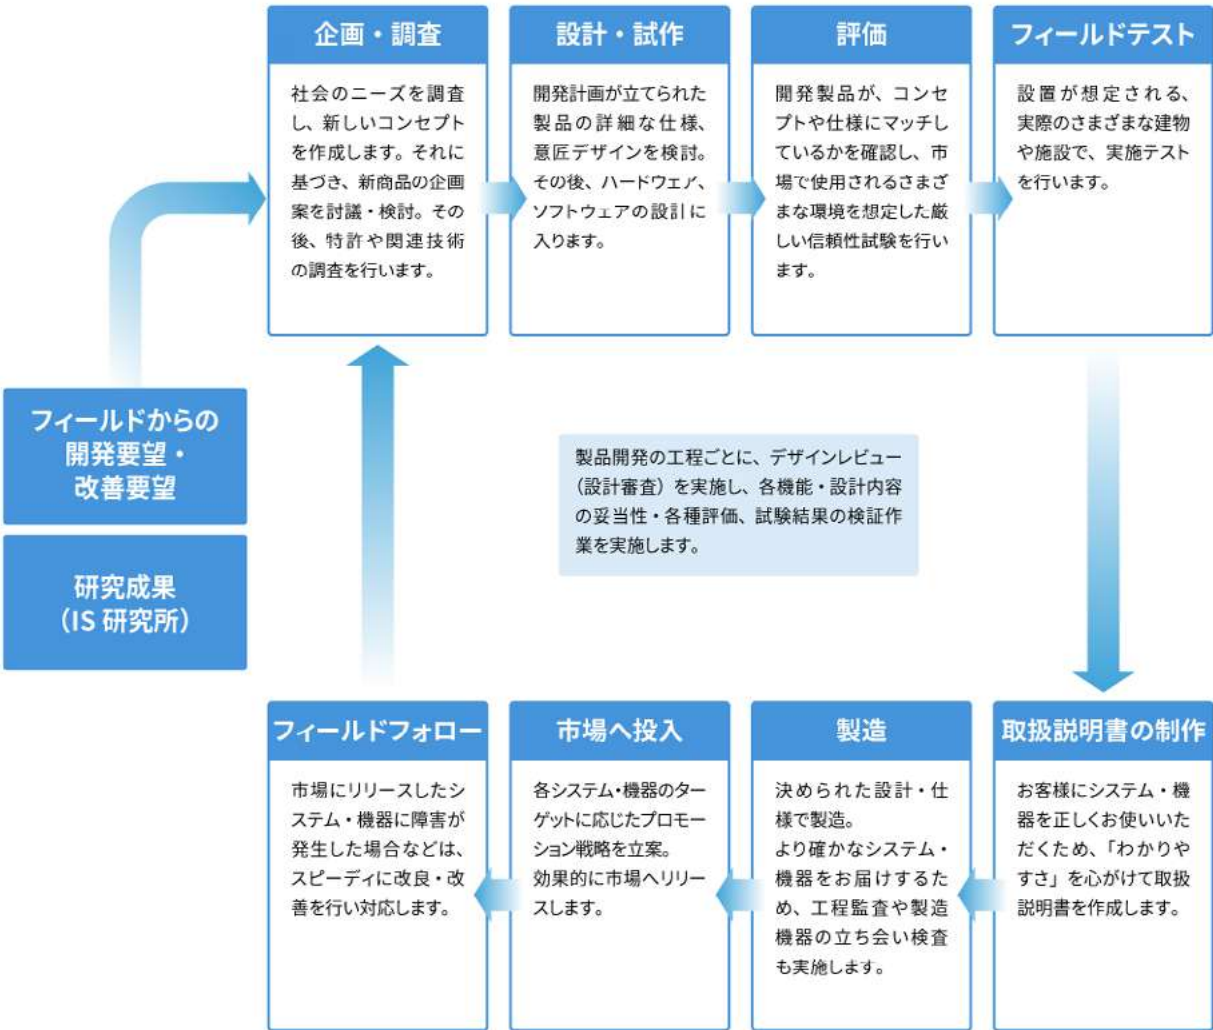 企画・調査
社会のニーズを調査
し、新しいコンセプト
を作成します。それに
基づき、新商品の企画
案を討議・検討。その
後、特許や関連技術
の調査を行います。
設計・試作
開発計画が立てられた
製品の詳細な仕様、
意匠デザインを検討。
その後、ハードウェア、
ソフトウェアの設計に
入ります。
評価
開発製品が、コンセ
プトや仕様にマッチし
ているかを確認し、市
場で使用されるさまざ
まな環境を想定した厳
しい信頼性試験を行い
ます。
フィールドテスト
設置が想定される、
実際のさまざまな建物
や施設で、実施テスト
を行います。
フィールドからの
開発要望・
改善要望
研究成果
（IS 研究所）
製品開発の工程ごとに、デザインレビュー
（設計審査）を実施し、各機能・設計内容
の妥当性・各種評価、試験結果の検証作
業を実施します。
フィールドフォロー
市場にリリースしたシ
ステム・機器に障害が
発生した場合などは、
スピーディに改良・改
善を行い対応します。
市場へ投入
各システム・機器のター
ゲットに応じたプロモー
ション戦略を立案。
効果的に市場へリリー
スします。
製造
決められた設計・仕
様で製造。
より確かなシステム・
機器をお届けするた
め、工程監査や製造
機器の立ち会い検査
も実施します。
取扱説明書の制作
お客様にシステム・機
器を正しくお使いいた
だくため、「わかりや
すさ」を心がけて取扱
説明書を作成します。